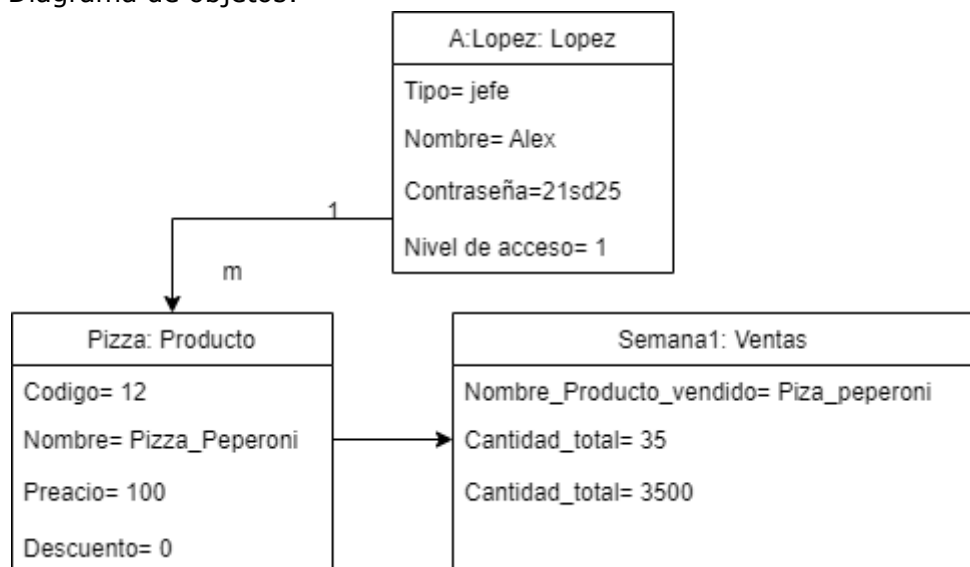 Diagrama de objetos:
A:Lopez: Lopez
Tipo= jefe
Nombre= Alex
Contraseña=21sd25
Nivel de acceso= 1
1
m
Pizza: Producto
Codigo= 12
Nombre= Pizza_Peperoni
Preacio= 100
Descuento= 0
Semana1: Ventas
Nombre_Producto_vendido= Piza_peperoni
Cantidad_total= 35
Cantidad_total= 3500